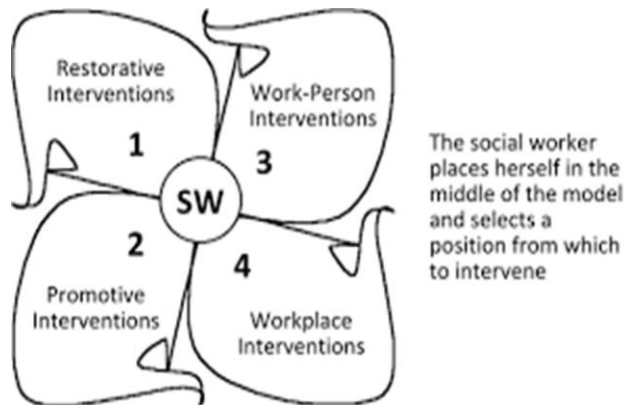 Restorative
Interventions
1
Work-Person
Interventions
3
SW
2
Promotive
Interventions
4
Workplace
Interventions
The social worker
places herself in the
middle of the model
and selects a
position from which
to intervene